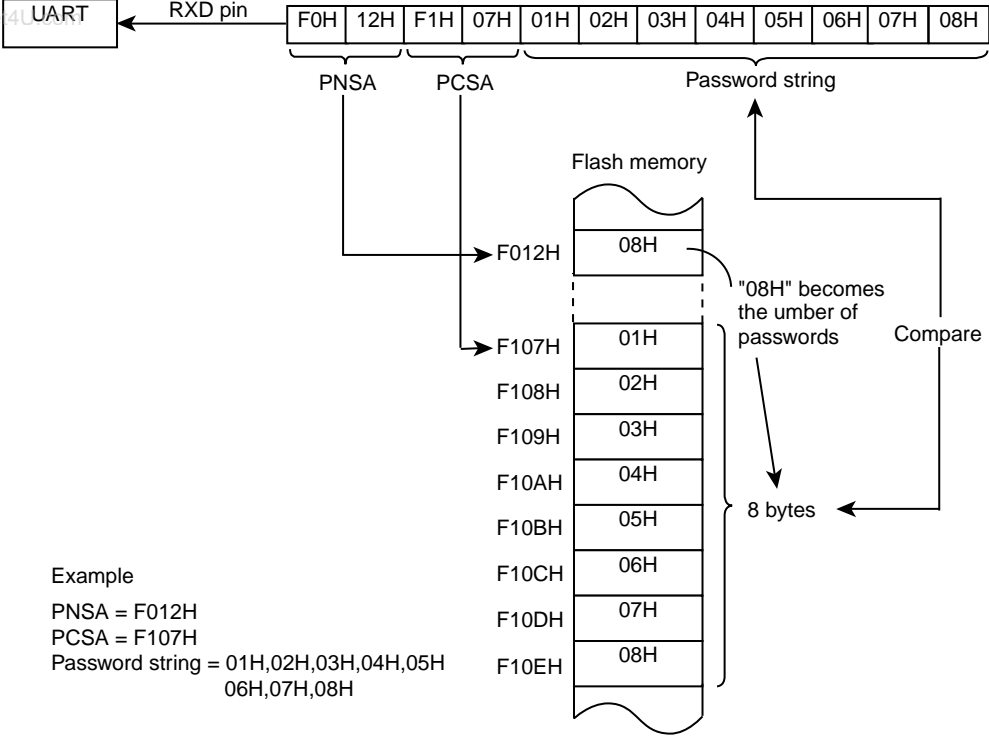 UART
RXD pin
F0H 12H F1H 07H 01H 02H 03H 04H 05H 06H 07H 08H
PNSA PCSA Password string
Flash memory
F012H 08H
"08H" becomes
the umber of
passwords
Compare
F107H 01H
F108H 02H
F109H 03H
F10AH 04H
F10BH 05H
F10CH 06H
F10DH 07H
F10EH 08H
8 bytes
Example
PNSA = F012H
PCSA = F107H
Password string = 01H,02H,03H,04H,05H
06H,07H,08H